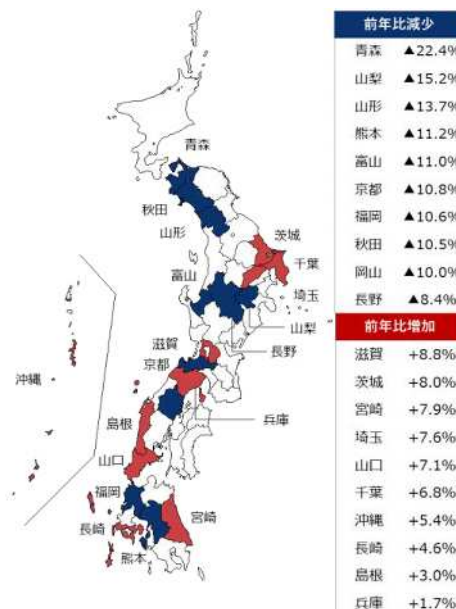 青森
秋田
山形
茨城
千葉
富山
埼玉
山梨
長野
滋賀
京都
兵庫
沖縄
島根
山口
福岡
長崎
宮崎
熊本
前年比減少
青森 ▲22.4%
山梨 ▲15.2%
山形 ▲13.7%
熊本 ▲11.2%
富山 ▲11.0%
京都 ▲10.8%
福岡 ▲10.6%
秋田 ▲10.5%
岡山 ▲10.0%
長野 ▲8.4%
前年比増加
滋賀 +8.8%
茨城 +8.0%
宮崎 +7.9%
埼玉 +7.6%
山口 +7.1%
千葉 +6.8%
沖縄 +5.4%
長崎 +4.6%
島根 +3.0%
兵庫 +1.7%